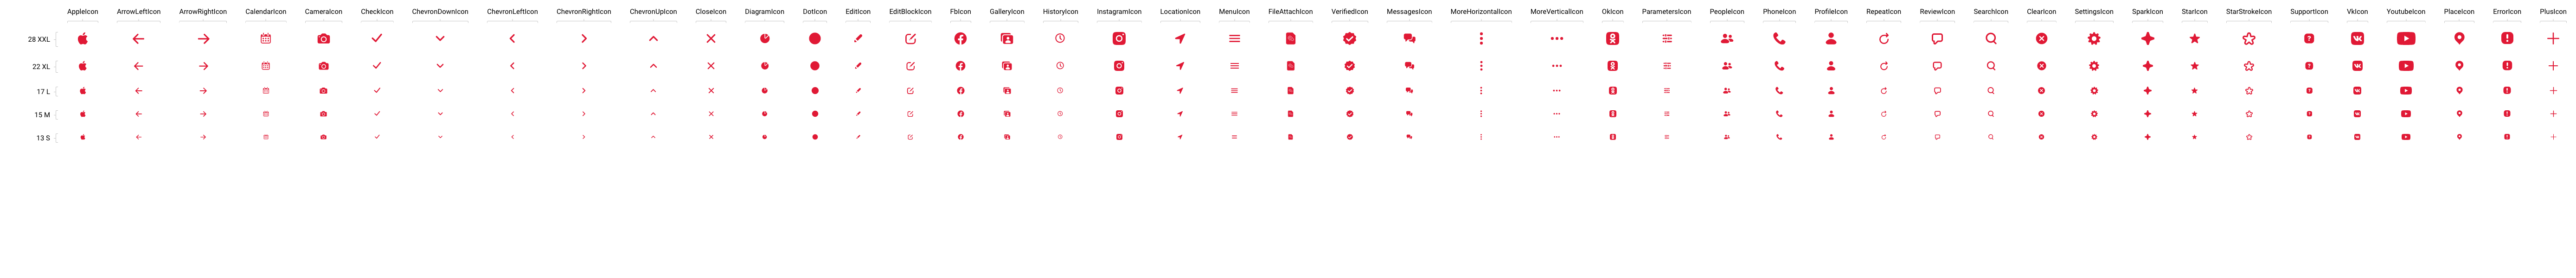 AppleIcon ArrowLeftIcon ArrowRightIcon CalendarIcon CameraIcon CheckIcon ChevronDownIcon ChevronLeftIcon ChevronRightIcon ChevronUpIcon CloseIcon DiagramIcon DotIcon EditIcon EditBlockIcon FbIcon GalleryIcon HistoryIcon InstagramIcon LocationIcon MenuIcon FileAttachIcon VerifiedIcon MessagesIcon MoreHorizontalIcon MoreVerticalIcon OkIcon ParametersIcon PeopleIcon PhoneIcon ProfileIcon RepeatIcon ReviewIcon SearchIcon ClearIcon SettingsIcon SparkIcon StarIcon StarStrokeIcon SupportIcon VkIcon YoutubeIcon PlaceIcon ErrorIcon PlusIcon
28 XXL
22 XL
17 L
15 M
13 S